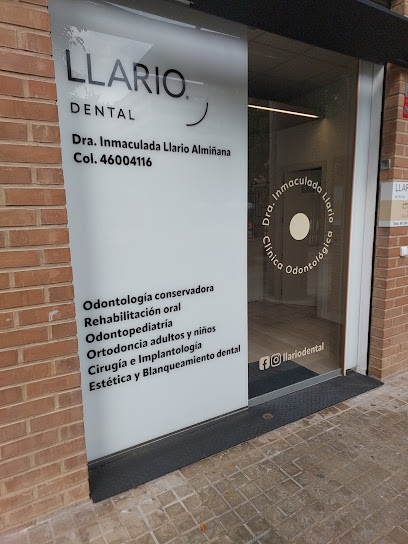 LLARIO
DENTAL
Dra. Inmaculada Llario Almiñana
Col. 46004116
Odontología conservadora
Rehabilitación oral
Odontopediatría
Ortodoncia adultos y niños
Cirugía e Implantología
Estética y Blanqueamiento dental
Dra. Inmaculada Llario
Clínica Odontológica
llariodental